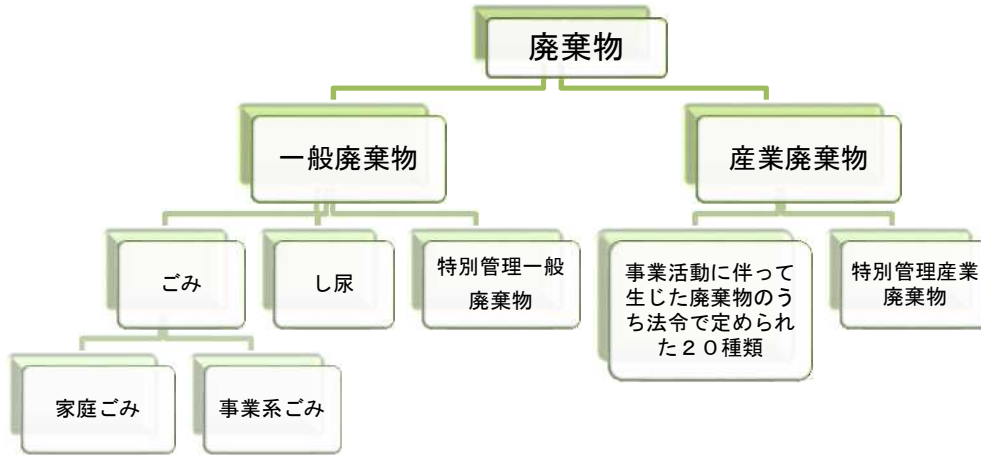 廃棄物
一般廃棄物
産業廃棄物
ごみ
し尿
特別管理一般
廃棄物
事業活動に伴って
生じた廃棄物のう
ち法令で定められ
た２０種類
特別管理産業
廃棄物
家庭ごみ
事業系ごみ